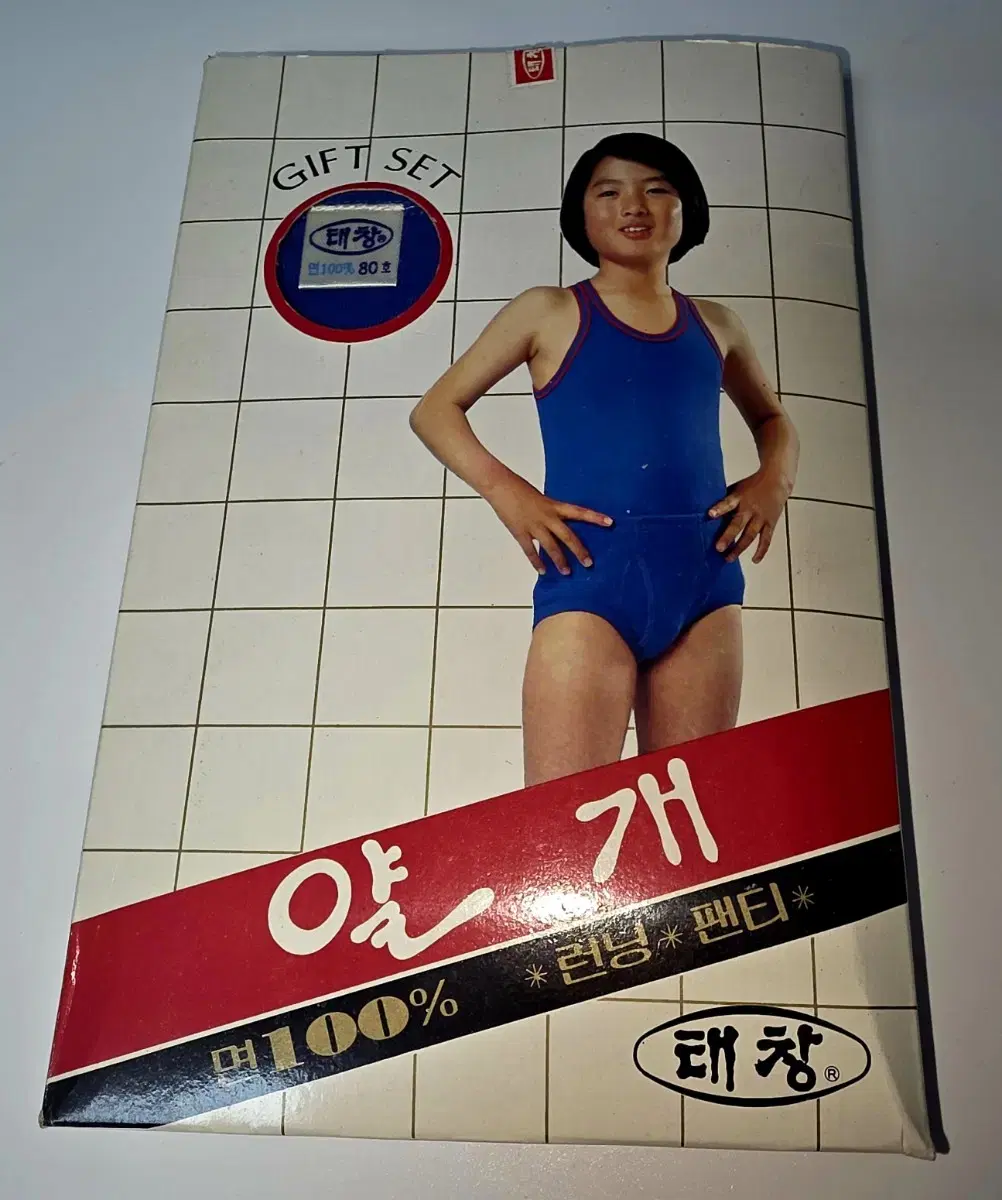 GIFT SET
태창®
면100% 80호
얄개
면100% *런닝*팬티*
태창®